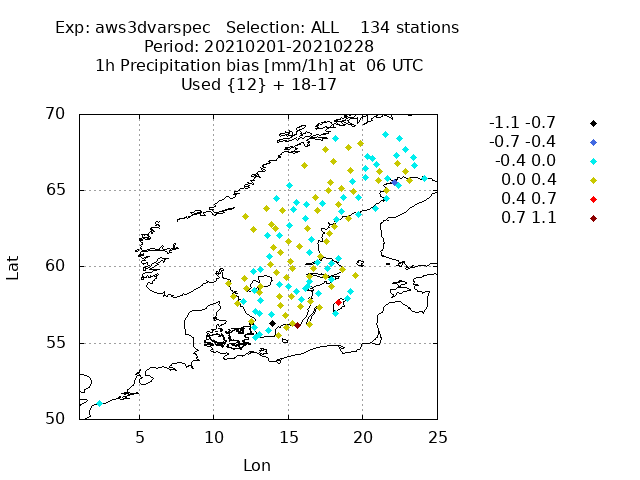 Exp: aws3dvarspec   Selection: ALL    134 stations
Period: 20210201-20210228
1h Precipitation bias [mm/1h] at  06 UTC
Used {12} + 18-17
70
65
60
55
50
Lat
5 10 15 20 25
Lon
-1.1 -0.7
-0.7 -0.4
-0.4 0.0
0.0 0.4
0.4 0.7
0.7 1.1